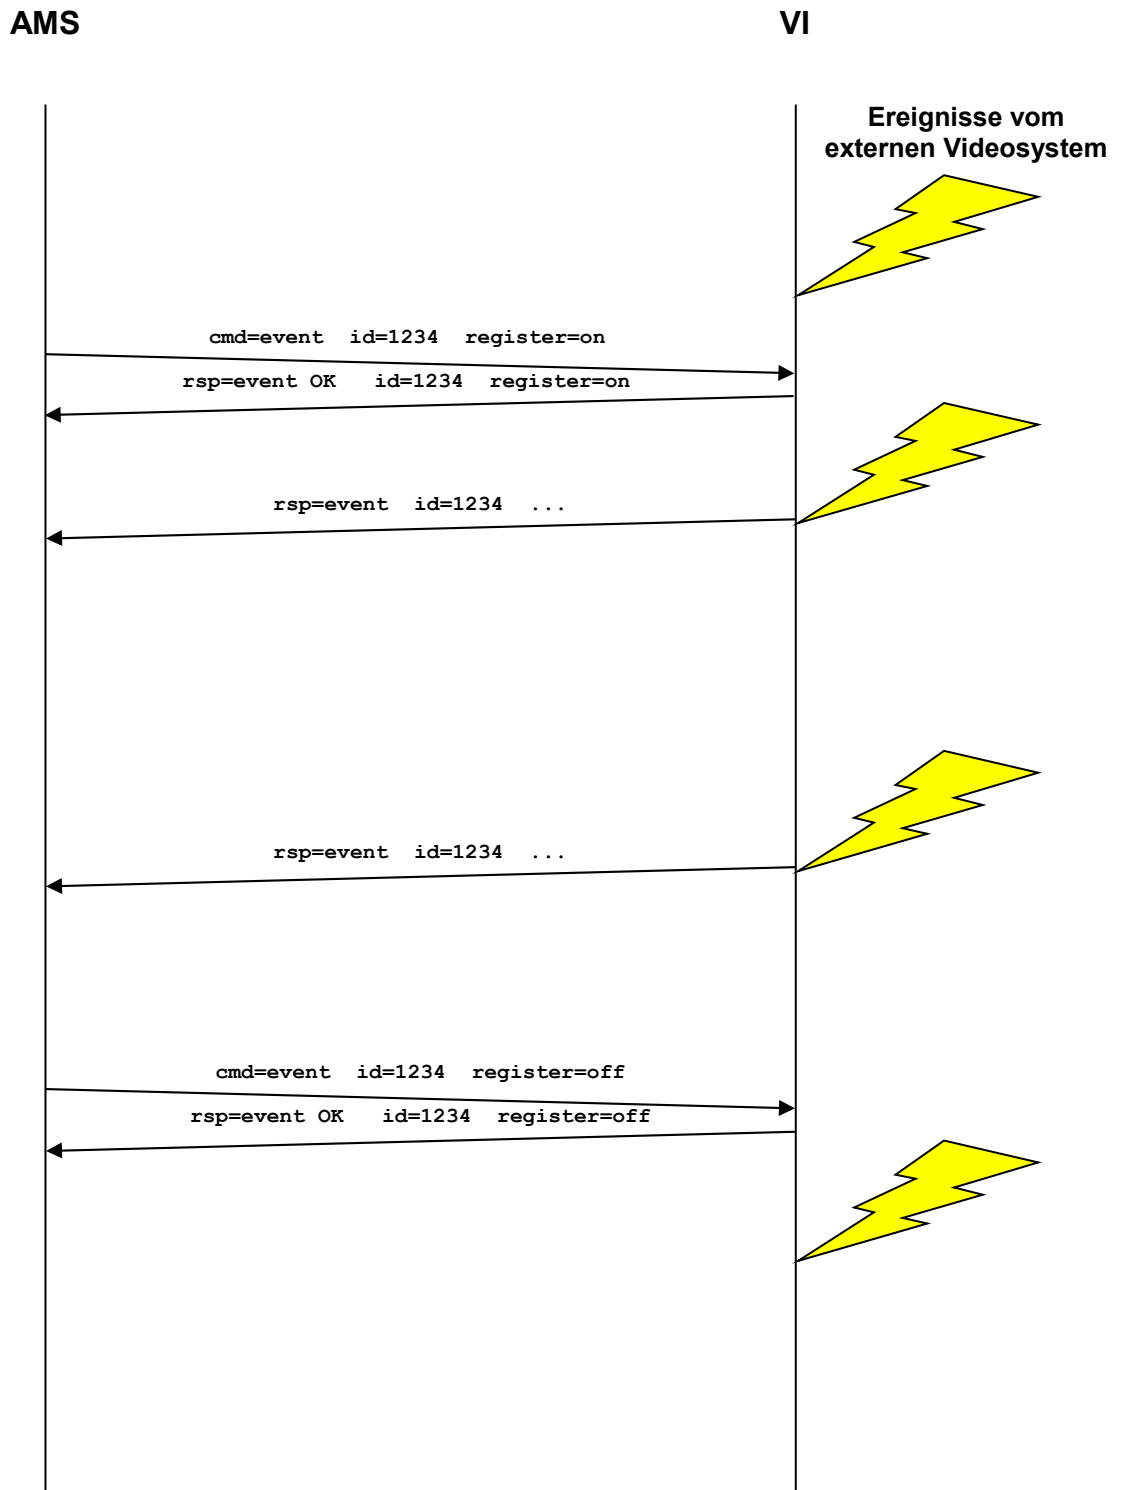 AMS
VI
Ereignisse vom
externen Videosystem
cmd=event  id=1234  register=on
rsp=event OK   id=1234  register=on
rsp=event  id=1234  ...
rsp=event  id=1234  ...
cmd=event  id=1234  register=off
rsp=event OK   id=1234  register=off